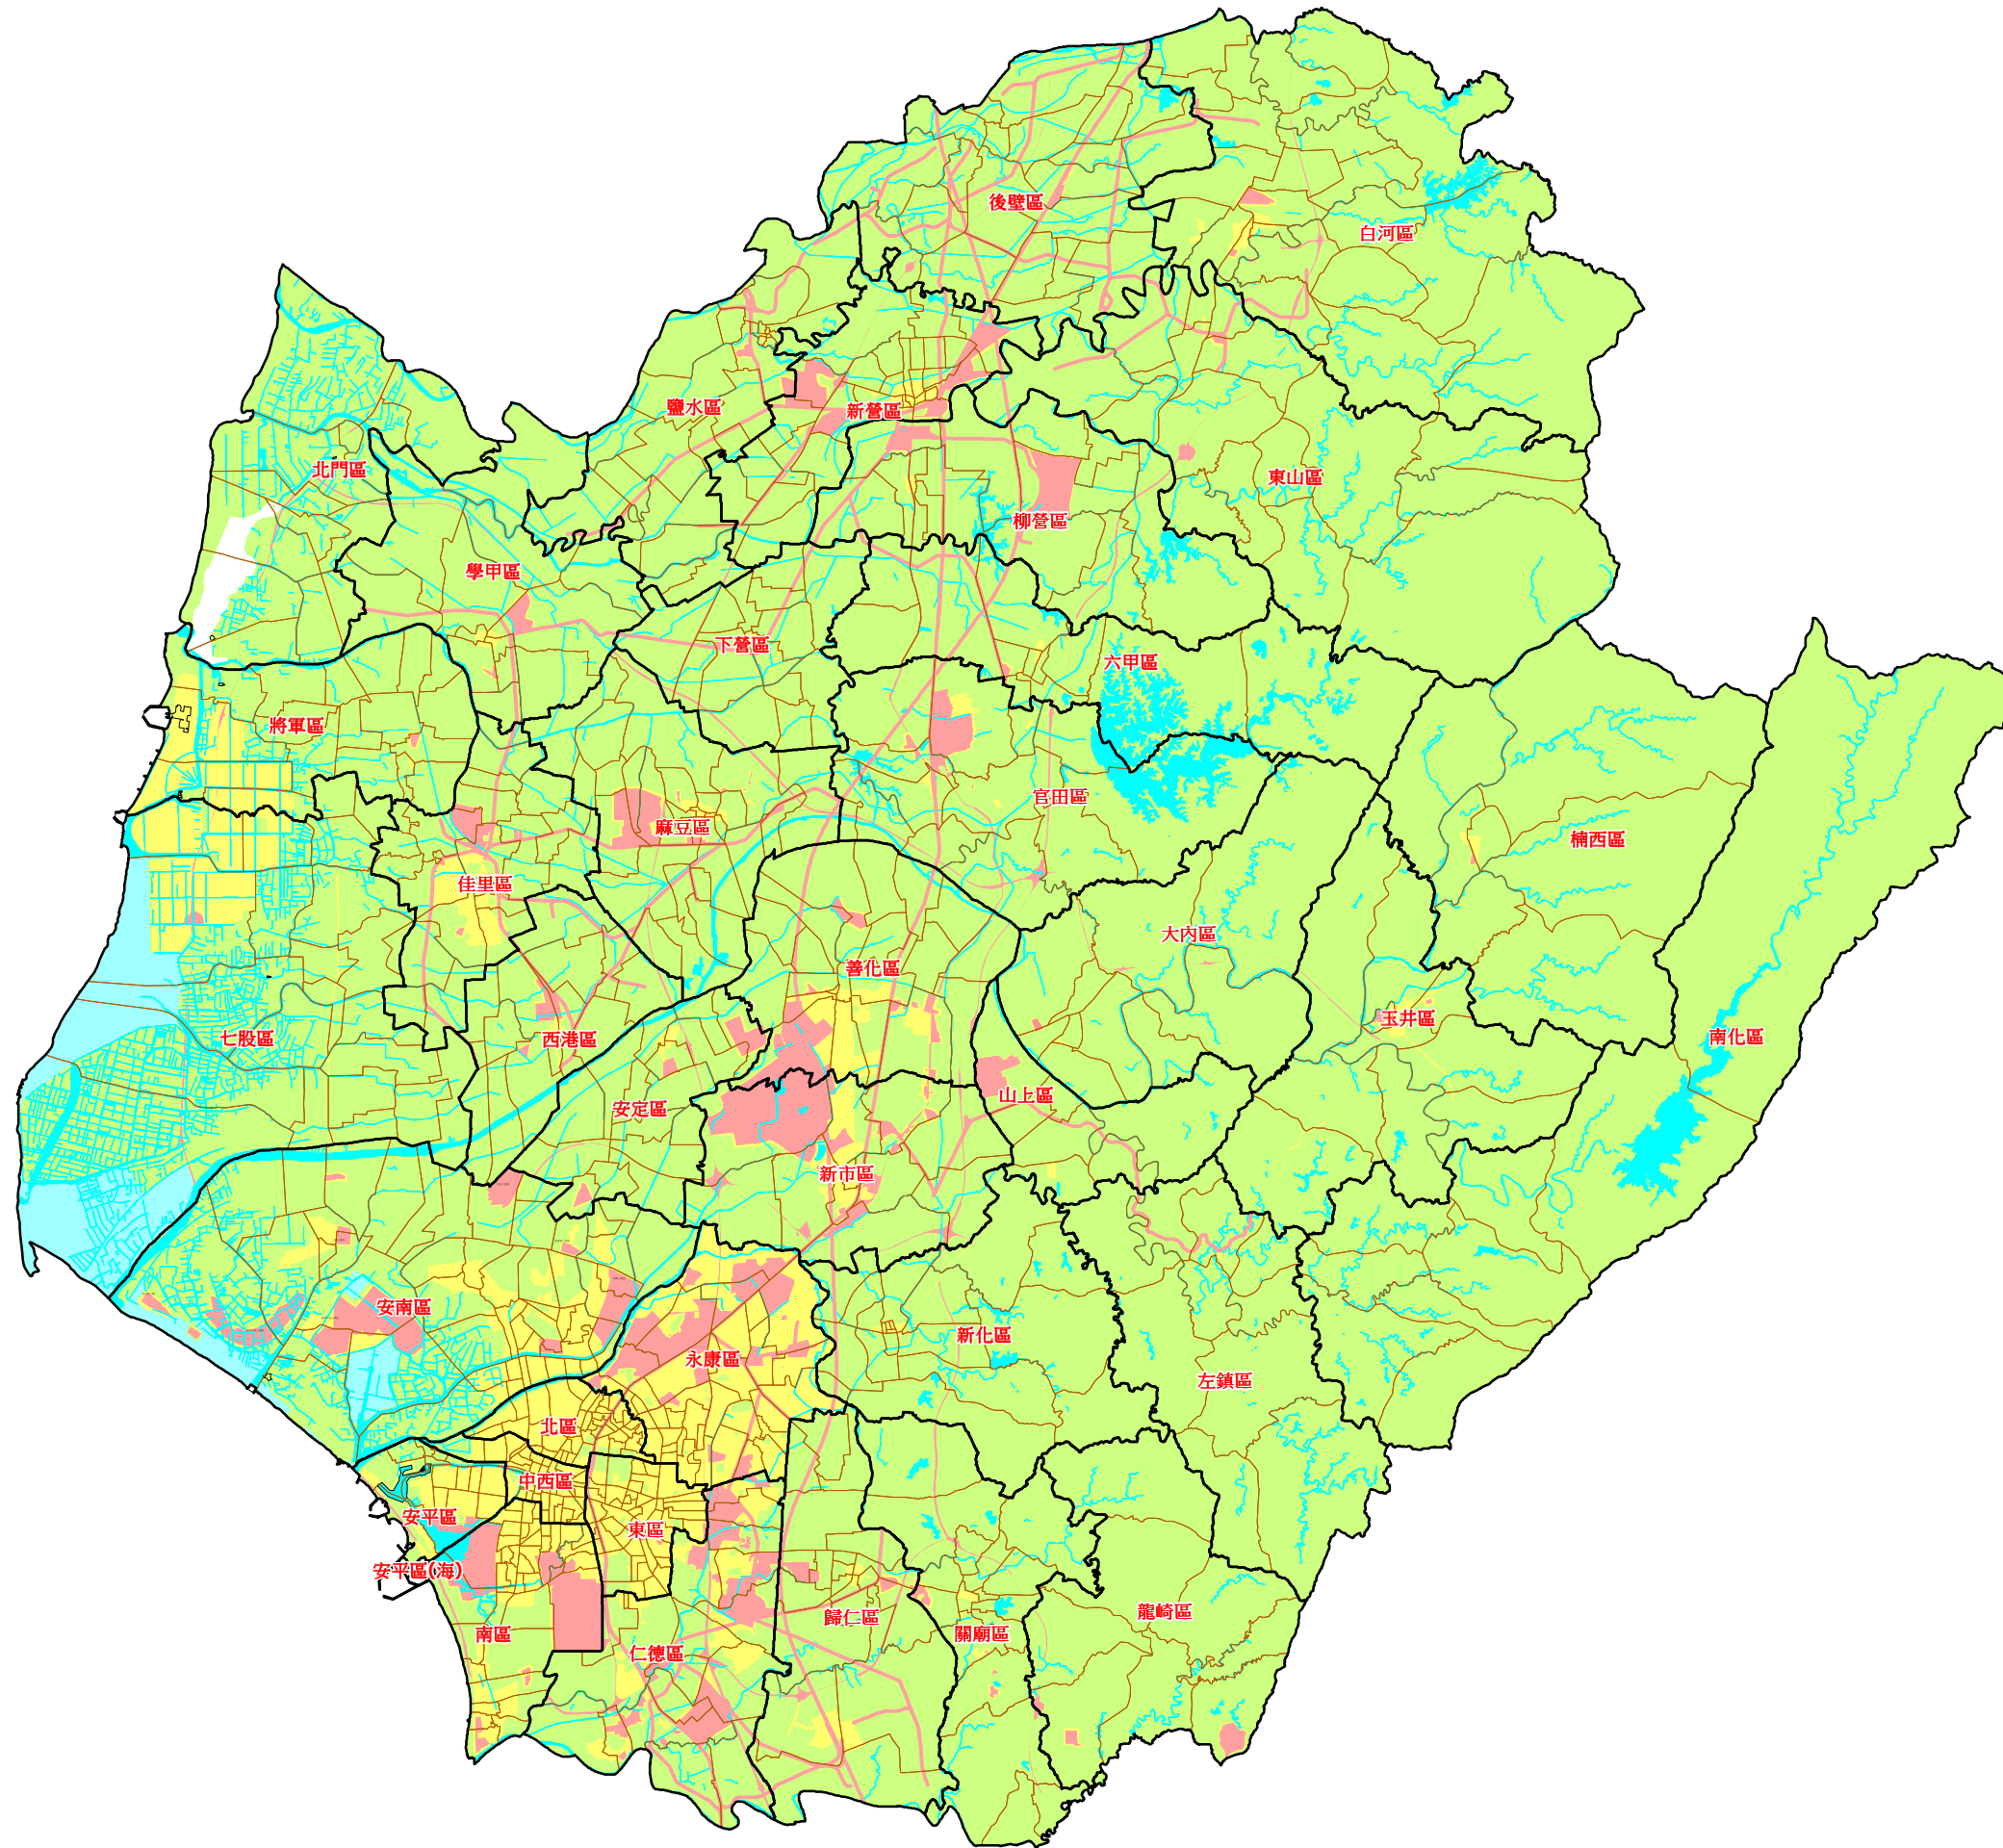 後壁區
白河區
鹽水區
新營區
北門區
東山區
柳營區
學甲區
下營區
六甲區
將軍區
官田區
麻豆區
楠西區
佳里區
大內區
善化區
玉井區
南化區
七股區
西港區
山上區
安定區
新市區
安南區
新化區
永康區
左鎮區
北區
中西區
安平區
東區
安平區(海)
龍崎區
歸仁區
南區
關廟區
仁德區